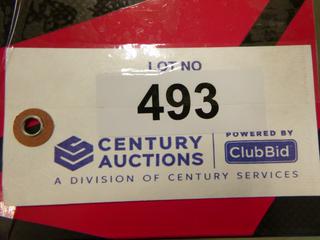 LOT NO
493
CENTURY
AUCTIONS
POWERED BY
ClubBid
A DIVISION OF CENTURY SERVICES